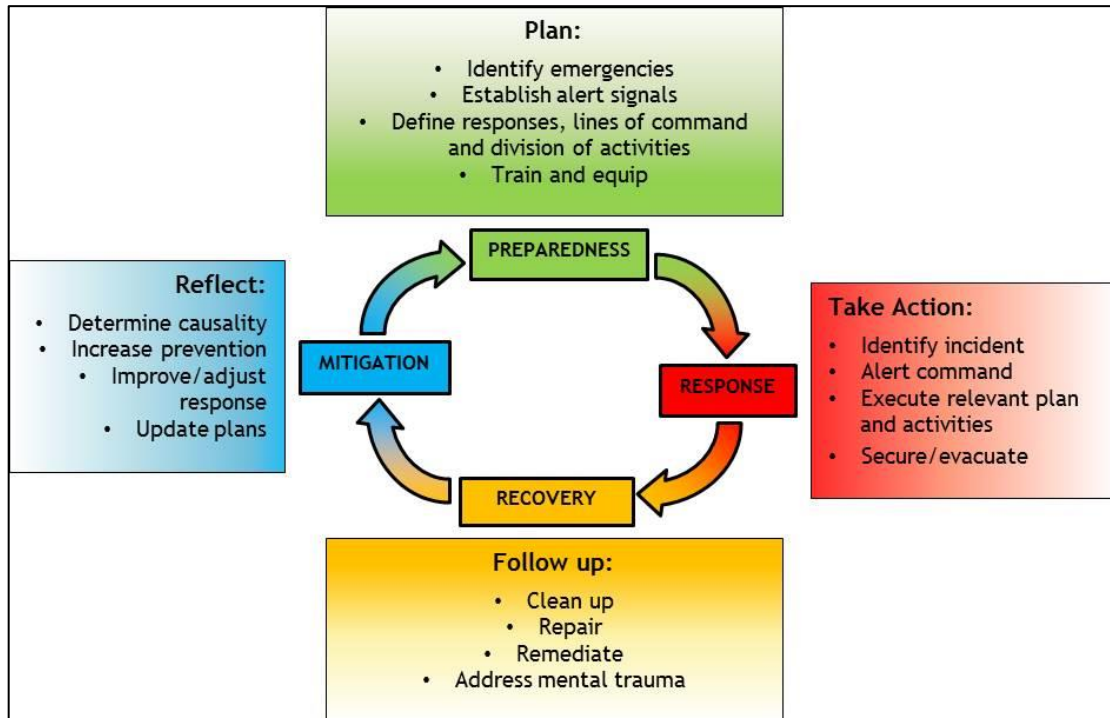 Plan:
• Identify emergencies
• Establish alert signals
• Define responses, lines of command
and division of activities
• Train and equip
PREPAREDNESS
Reflect:
• Determine causality
• Increase prevention
• Improve/adjust
response
• Update plans
MITIGATION
RESPONSE
Take Action:
• Identify incident
• Alert command
• Execute relevant plan
and activities
• Secure/evacuate
RECOVERY
Follow up:
• Clean up
• Repair
• Remediate
• Address mental trauma